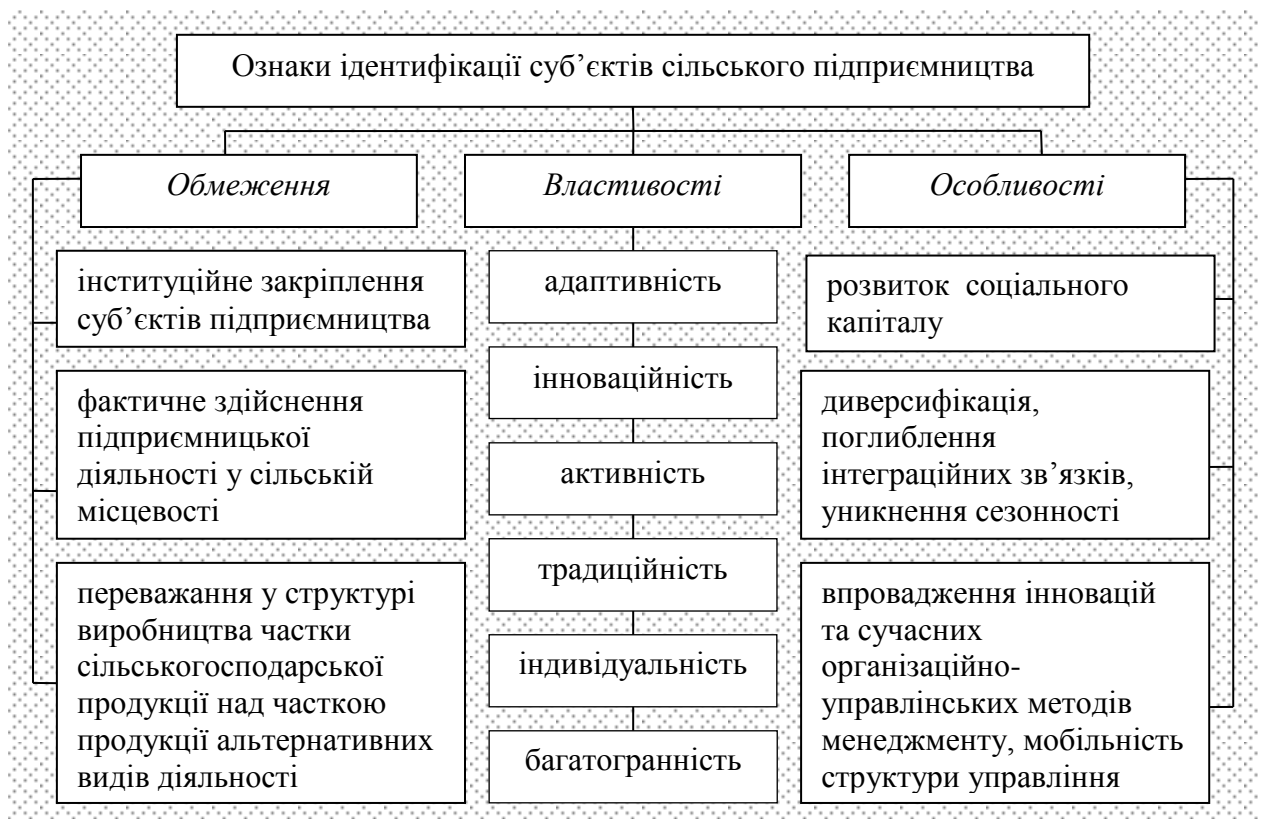 Ознаки ідентифікації суб’єктів сільського підприємництва
Обмеження
інституційне закріплення
суб’єктів підприємництва
фактичне здійснення
підприємницької
діяльності у сільській
місцевості
переважання у структурі
виробництва частки
сільськогосподарської
продукції над часткою
продукції альтернативних
видів діяльності
Властивості
адаптивність
інноваційність
активність
традиційність
індивідуальність
багатогранність
Особливості
розвиток соціального
капіталу
диверсифікація,
поглиблення
інтеграційних зв’язків,
уникнення сезонності
впровадження інновацій
та сучасних
організаційно-
управлінських методів
менеджменту, мобільність
структури управління